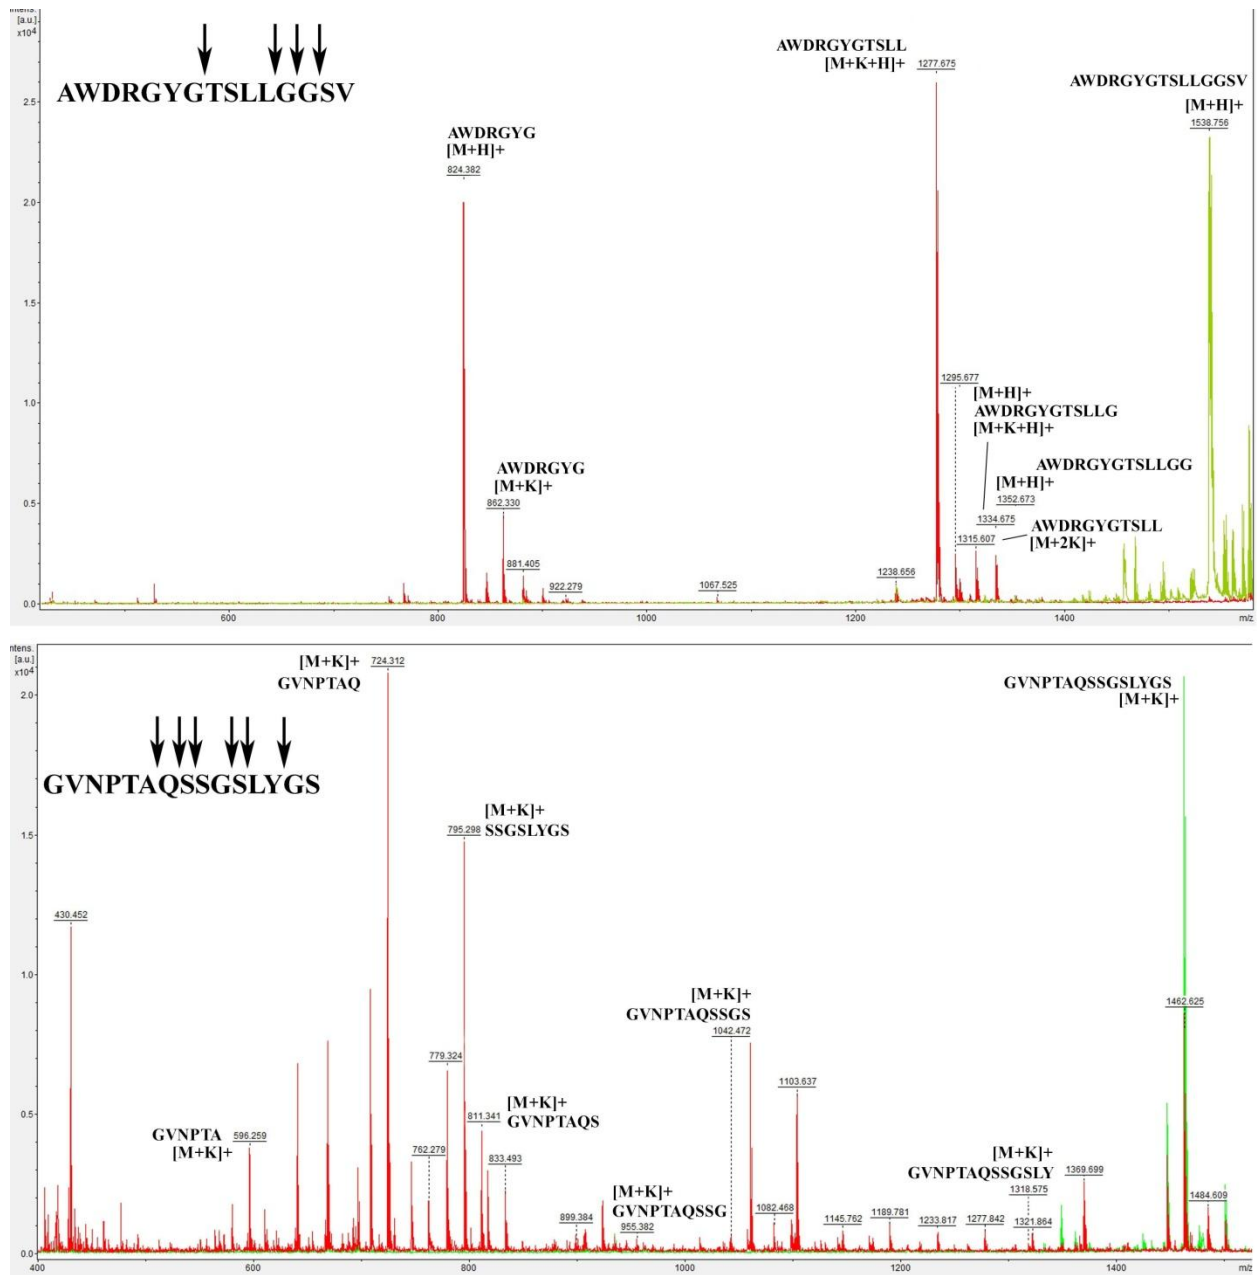 Intens.
[a.u.]
x10⁴
AWDRGYGTSLLGGSV
AWDRGYGTSLL
[M+K+H]+
1277.675
AWDRGYGTSLLGGSV
[M+H]+
1538.756
AWDRGYG
[M+H]+
824.382
1295.677
[M+H]+
AWDRGYGTSLLG
[M+K+H]+
AWDRGYGTSLLGG
[M+H]+
1352.673
1334.675
1315.607
AWDRGYGTSLL
[M+2K]+
AWDRGYG
[M+K]+
862.330
881.405
922.279
1067.525
1238.656
2.5
2.0
1.5
1.0
0.5
0.0
600
800
1000
1200
1400
m/z
Intens.
[a.u.]
x10⁴
[M+K]+
GVNPTAQ
724.312
GVNPTAQSSGSLYGS
[M+K]+
GVNPTAQSSGSLYGS
[M+K]+
795.298 SSGSLYGS
430.452
[M+K]+
GVNPTAQSSGS
1042.472
1462.625
779.324
1103.637
GVNPTA
[M+K]+
596.259
[M+K]+
811.341 GVNPTAQS
762.279
833.493
[M+K]+
GVNPTAQSSGSLY
1318.575
1369.699
[M+K]+
GVNPTAQSSG
899.384
955.382
1082.468
1145.762
1189.781
1233.817
1277.842
1321.864
1484.609
2.0
1.5
1.0
0.5
0.0
400
600
800
1000
1200
1400
m/z